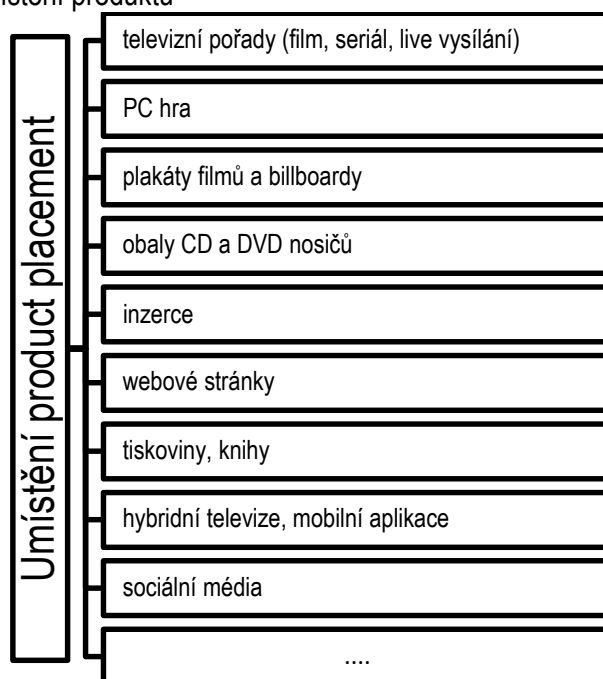 produktu
Umístění product placement
televizní pořady (film, seriál, live vysílání)
PC hra
plakáty filmů a billboardy
obaly CD a DVD nosičů
inzerce
webové stránky
tiskoviny, knihy
hybridní televize, mobilní aplikace
sociální média
....